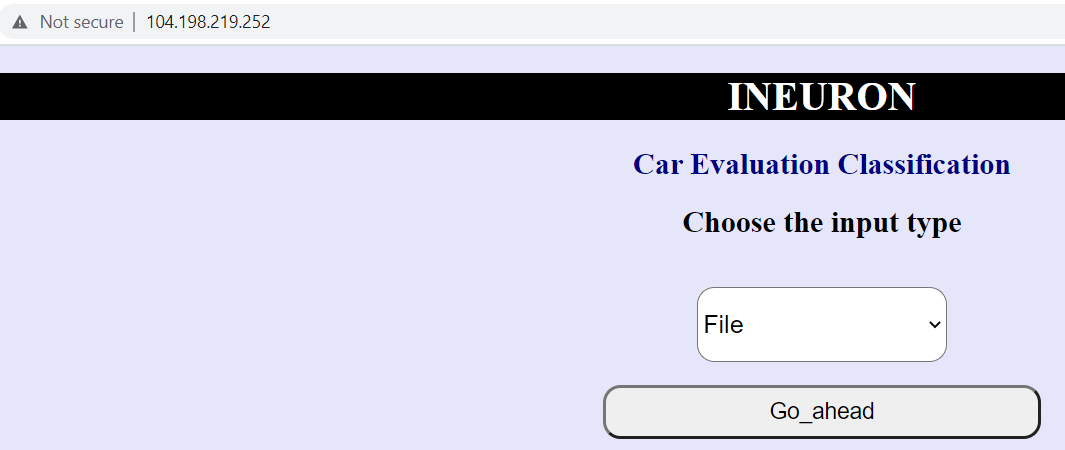 Not secure | 104.198.219.252
INEURON
Car Evaluation Classification
Choose the input type
File
Go_ahead